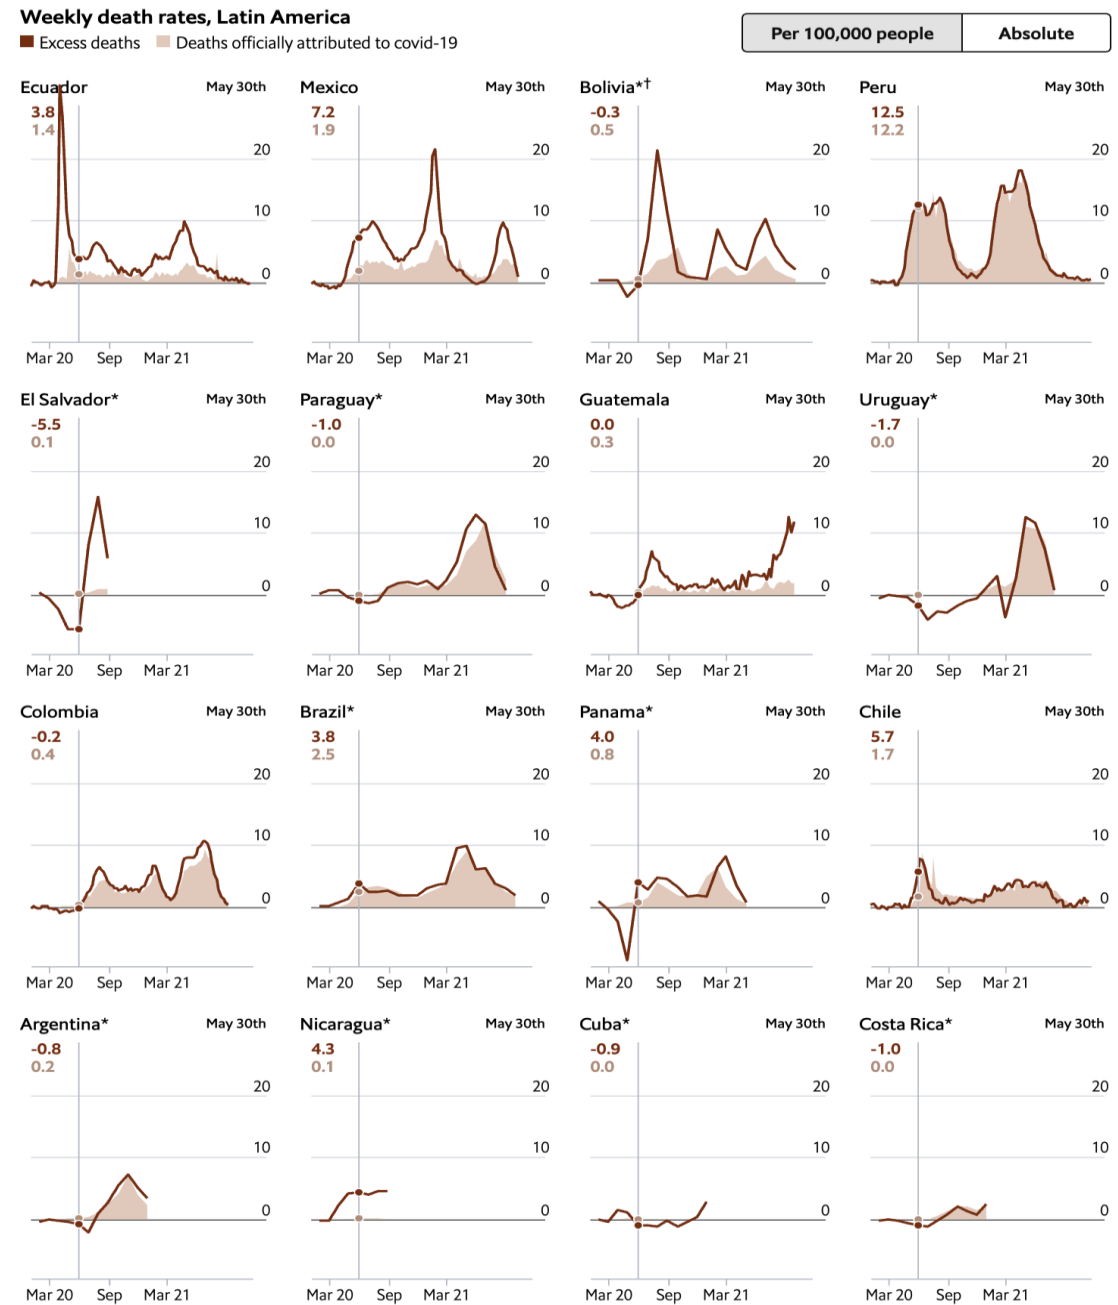 Weekly death rates, Latin America
Excess deaths Deaths officially attributed to covid-19
Per 100,000 people Absolute
Ecuador May 30th
3.8
1.4
20
10
0
Mar 20 Sep Mar 21
Mexico May 30th
7.2
1.9
20
10
0
Mar 20 Sep Mar 21
Bolivia*† May 30th
-0.3
0.5
20
10
0
Mar 20 Sep Mar 21
Peru May 30th
12.5
12.2
20
10
0
Mar 20 Sep Mar 21
El Salvador* May 30th
-5.5
0.1
20
10
0
Mar 20 Sep Mar 21
Paraguay* May 30th
-1.0
0.0
20
10
0
Mar 20 Sep Mar 21
Guatemala May 30th
0.0
0.3
20
10
0
Mar 20 Sep Mar 21
Uruguay* May 30th
-1.7
0.0
20
10
0
Mar 20 Sep Mar 21
Colombia May 30th
-0.2
0.4
20
10
0
Mar 20 Sep Mar 21
Brazil* May 30th
3.8
2.5
20
10
0
Mar 20 Sep Mar 21
Panama* May 30th
4.0
0.8
20
10
0
Mar 20 Sep Mar 21
Chile May 30th
5.7
1.7
20
10
0
Mar 20 Sep Mar 21
Argentina* May 30th
-0.8
0.2
20
10
0
Mar 20 Sep Mar 21
Nicaragua* May 30th
4.3
0.1
20
10
0
Mar 20 Sep Mar 21
Cuba* May 30th
-0.9
0.0
20
10
0
Mar 20 Sep Mar 21
Costa Rica* May 30th
-1.0
0.0
20
10
0
Mar 20 Sep Mar 21